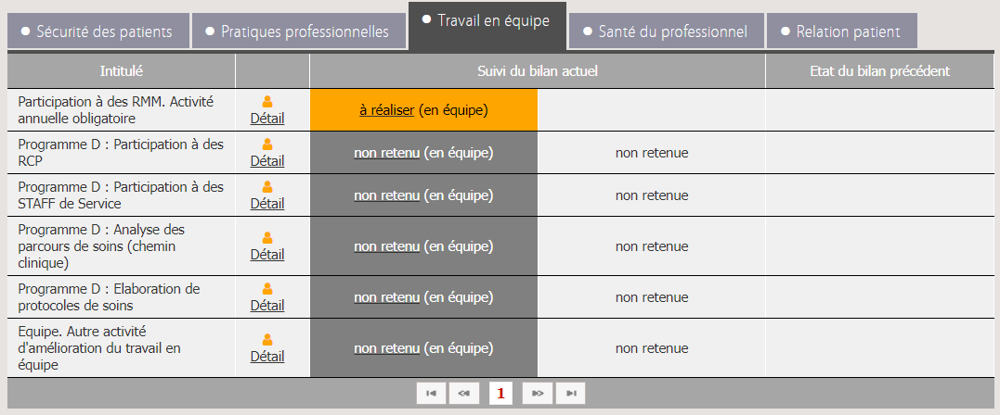 Sécurité des patients
Pratiques professionnelles
Travail en équipe
Santé du professionnel
Relation patient
Intitulé
Suivi du bilan actuel
Etat du bilan précédent
Participation à des RMM. Activité
annuelle obligatoire
Détail
à réaliser (en équipe)
Programme D : Participation à des
RCP
Détail
non retenu (en équipe)
non retenue
Programme D : Participation à des
STAFF de Service
Détail
non retenu (en équipe)
non retenue
Programme D : Analyse des
parcours de soins (chemin
clinique)
Détail
non retenu (en équipe)
non retenue
Programme D : Elaboration de
protocoles de soins
Détail
non retenu (en équipe)
non retenue
Equipe. Autre activité
d'amélioration du travail en
équipe
Détail
non retenu (en équipe)
non retenue
1